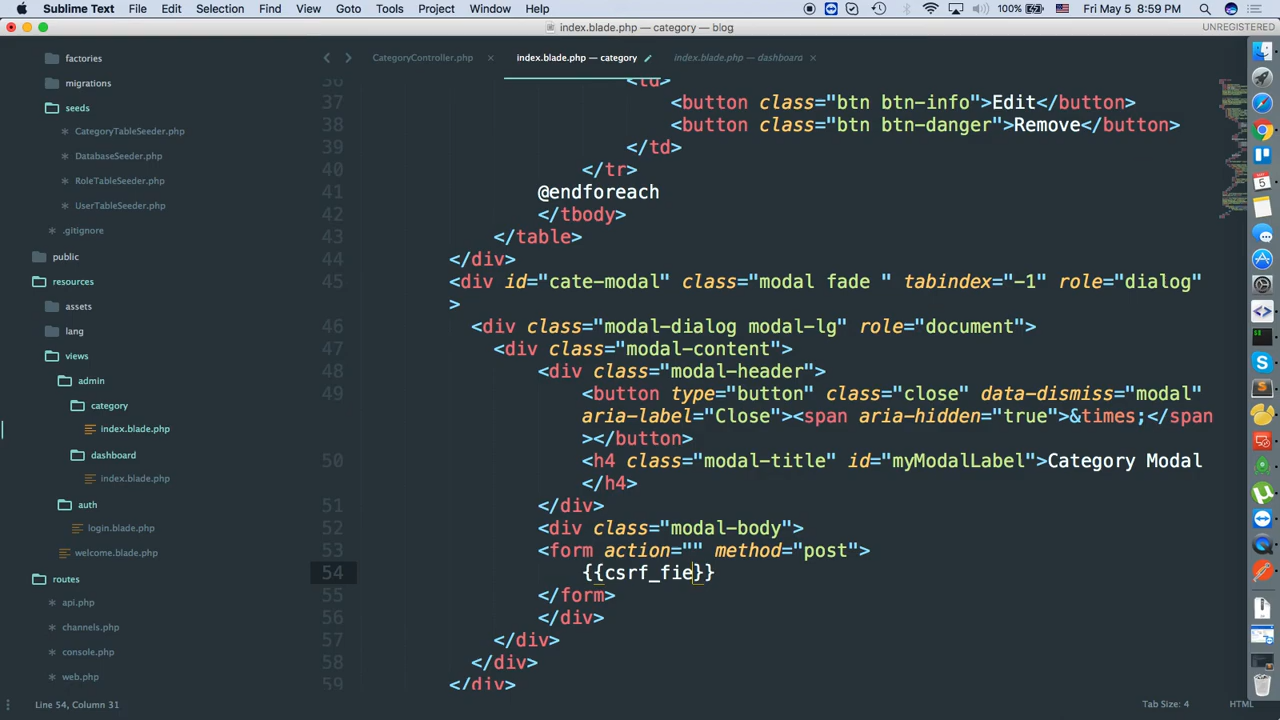 Sublime Text File Edit Selection Find View Goto Tools Project Window Help 100% Fri May 5 8:59 PM
index.blade.php — category — blog UNREGISTERED
CategoryController.php index.blade.php — category index.blade.php — dashboard
factories
migrations
seeds
CategoryTableSeeder.php
DatabaseSeeder.php
RoleTableSeeder.php
UserTableSeeder.php
.gitignore
public
resources
assets
lang
views
admin
category
index.blade.php
dashboard
index.blade.php
auth
login.blade.php
welcome.blade.php
routes
api.php
channels.php
console.php
web.php
36 <td>
37 <button class="btn btn-info">Edit</button>
38 <button class="btn btn-danger">Remove</button>
39 </td>
40 </tr>
41 @endforeach
42 </tbody>
43 </table>
44 </div>
45 <div id="cate-modal" class="modal fade " tabindex="-1" role="dialog"
>
46 <div class="modal-dialog modal-lg" role="document">
47 <div class="modal-content">
48 <div class="modal-header">
49 <button type="button" class="close" data-dismiss="modal"
aria-label="Close"><span aria-hidden="true">&times;</span
></button>
50 <h4 class="modal-title" id="myModalLabel">Category Modal
</h4>
51 </div>
52 <div class="modal-body">
53 <form action="" method="post">
54 {{csrf_fie}}
55 </form>
56 </div>
57 </div>
58 </div>
59 </div>
Line 54, Column 31 Tab Size: 4 HTML